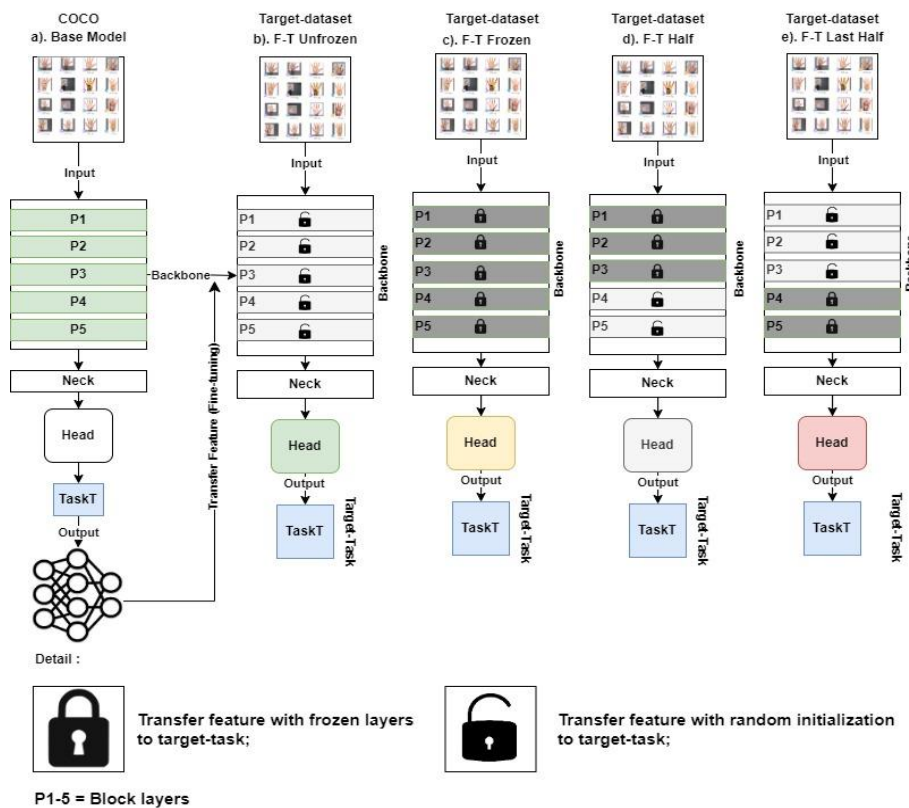 COCO
a). Base Model
Target-dataset
b). F-T Unfrozen
Target-dataset
c). F-T Frozen
Target-dataset
d). F-T Half
Target-dataset
e). F-T Last Half
Input
Input
Input
Input
Input
P1
P2
P3
P4
P5
Backbone
P1
P2
P3
P4
P5
Backbone
P1
P2
P3
P4
P5
Backbone
P1
P2
P3
P4
P5
Backbone
P1
P2
P3
P4
P5
Backbone
Neck
Neck
Neck
Neck
Neck
Head
Head
Head
Head
Head
Transfer Feature (Fine-tuning)
Output
Output
Output
Output
TaskT
TaskT
TaskT
TaskT
TaskT
Target-Task
Target-Task
Target-Task
Target-Task
Output
Detail :
Transfer feature with frozen layers
to target-task;
Transfer feature with random initialization
to target-task;
P1-5 = Block layers